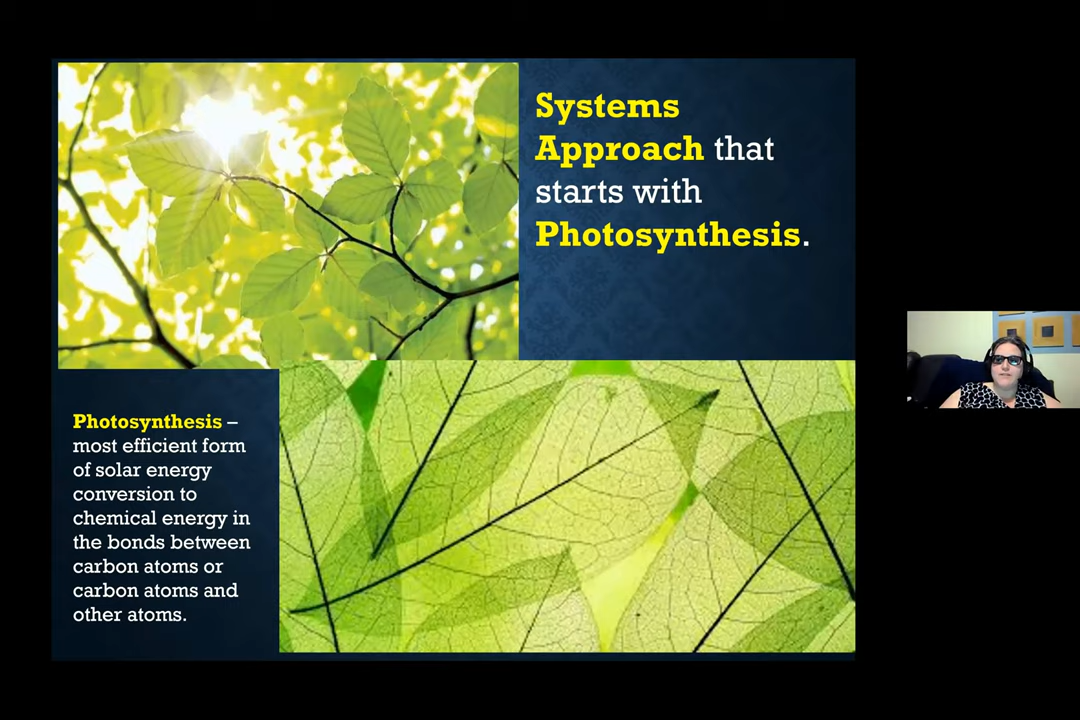 Systems
Approach that
starts with
Photosynthesis.
Photosynthesis –
most efficient form
of solar energy
conversion to
chemical energy in
the bonds between
carbon atoms or
carbon atoms and
other atoms.